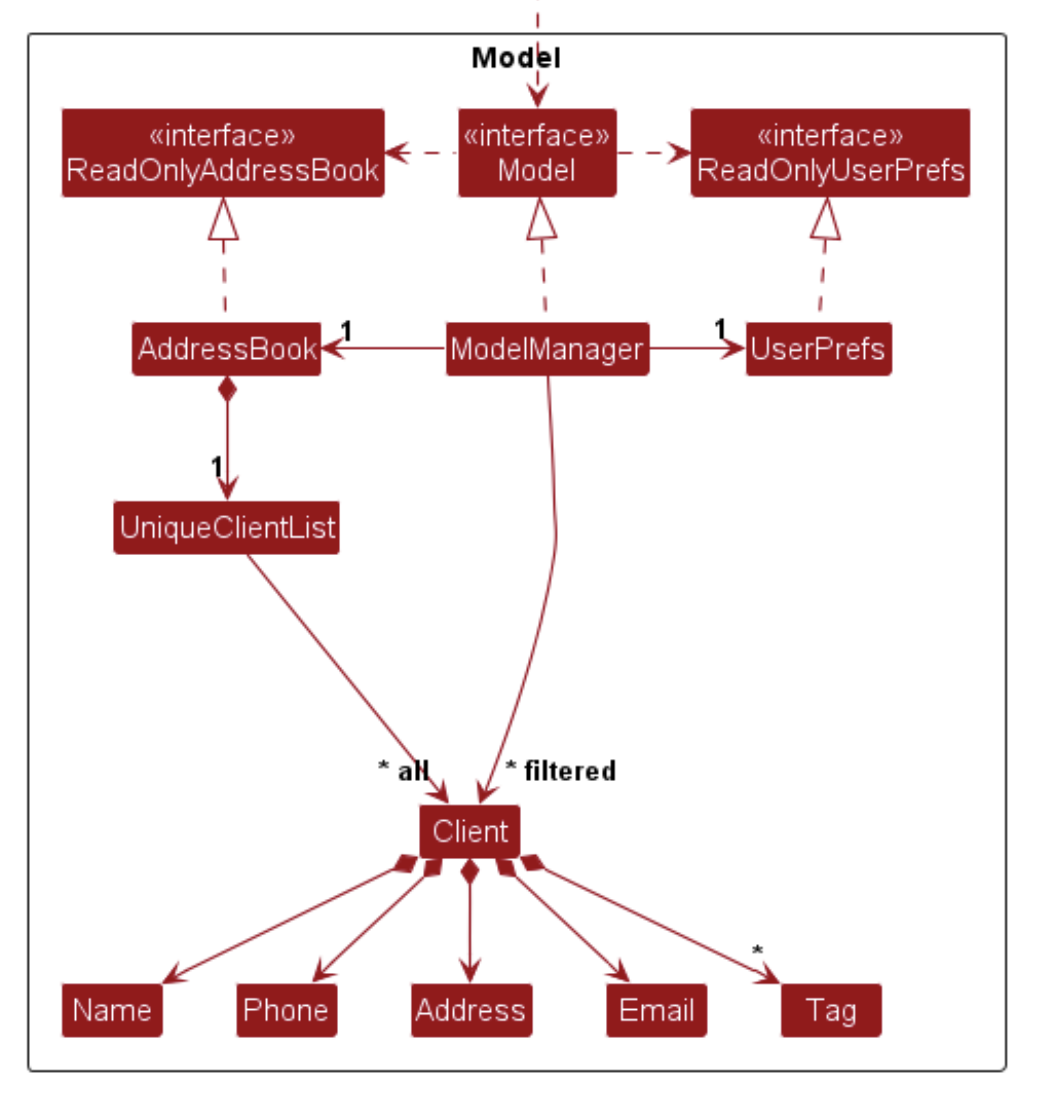 Model
«interface»
ReadOnlyAddressBook
«interface»
Model
«interface»
ReadOnlyUserPrefs
AddressBook
1
ModelManager
1
UserPrefs
1
UniqueClientList
* all
* filtered
Client
*
Name
Phone
Address
Email
Tag